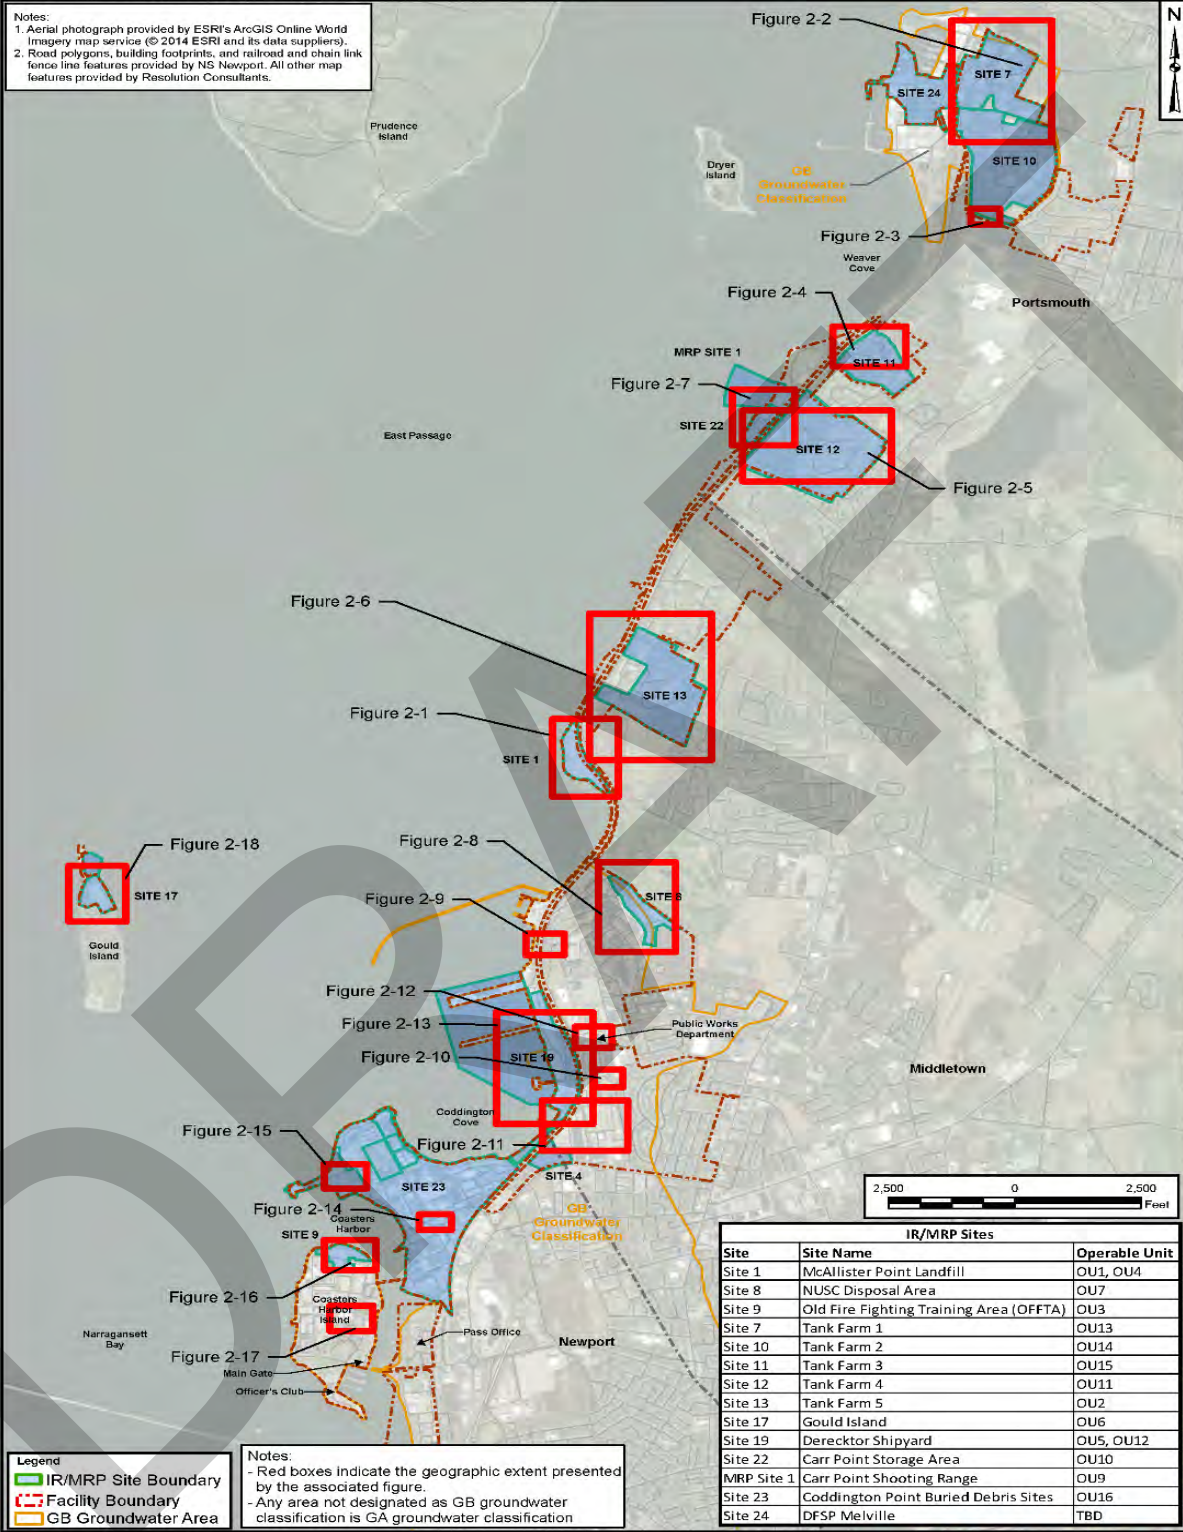 Notes:
1. Aerial photograph provided by ESRI's ArcGIS Online World
Imagery map service (© 2014 ESRI and its data suppliers).
2. Road polygons, building footprints, and railroad and chain link
fence line features provided by NS Newport. All other map
features provided by Resolution Consultants.
N
Figure 2-2
SITE 7
SITE 24
Prudence
Island
Dryer
Island
SITE 10
GB
Groundwater
Classification
Figure 2-3
Weaver
Cove
Figure 2-4
Portsmouth
MRP SITE 1
SITE 11
Figure 2-7
SITE 22
East Passage
SITE 12
Figure 2-5
Figure 2-6
SITE 13
Figure 2-1
SITE 1
Figure 2-18
Figure 2-8
SITE 17
Figure 2-9
SITE 8
Gould
Island
Figure 2-12
Figure 2-13
Public Works
Department
Figure 2-10
SITE 19
Middletown
Coddington
Cove
Figure 2-15
Figure 2-11
SITE 4
SITE 23
Figure 2-14
Coasters
Harbor
GB
Groundwater
Classification
SITE 9
Figure 2-16
Coasters
Harbor
Island
Narragansett
Bay
Pass Office
Newport
Figure 2-17
Main Gate
Officer's Club
2,500 0 2,500
Feet
IR/MRP Sites
Site Site Name Operable Unit
Site 1 McAllister Point Landfill OU1, OU4
Site 8 NUSC Disposal Area OU7
Site 9 Old Fire Fighting Training Area (OFFTA) OU3
Site 7 Tank Farm 1 OU13
Site 10 Tank Farm 2 OU14
Site 11 Tank Farm 3 OU15
Site 12 Tank Farm 4 OU11
Site 13 Tank Farm 5 OU2
Site 17 Gould Island OU6
Site 19 Derecktor Shipyard OU5, OU12
Site 22 Carr Point Storage Area OU10
MRP Site 1 Carr Point Shooting Range OU9
Site 23 Coddington Point Buried Debris Sites OU16
Site 24 DFSP Melville TBD
Legend
IR/MRP Site Boundary
Facility Boundary
GB Groundwater Area
Notes:
- Red boxes indicate the geographic extent presented
by the associated figure.
- Any area not designated as GB groundwater
classification is GA groundwater classification
DRAFT